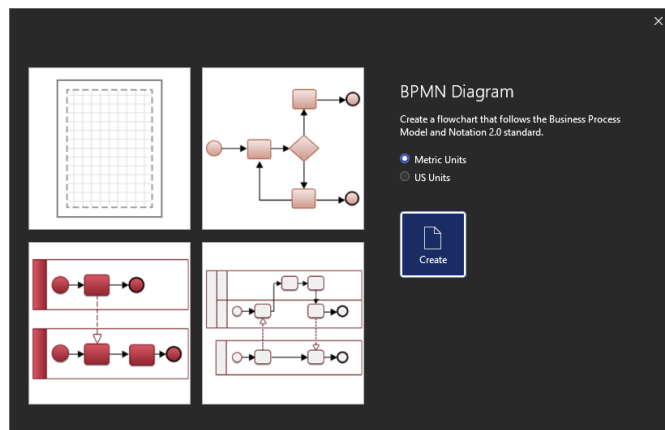 BPMN Diagram
Create a flowchart that follows the Business Process
Model and Notation 2.0 standard.
Metric Units
US Units
Create